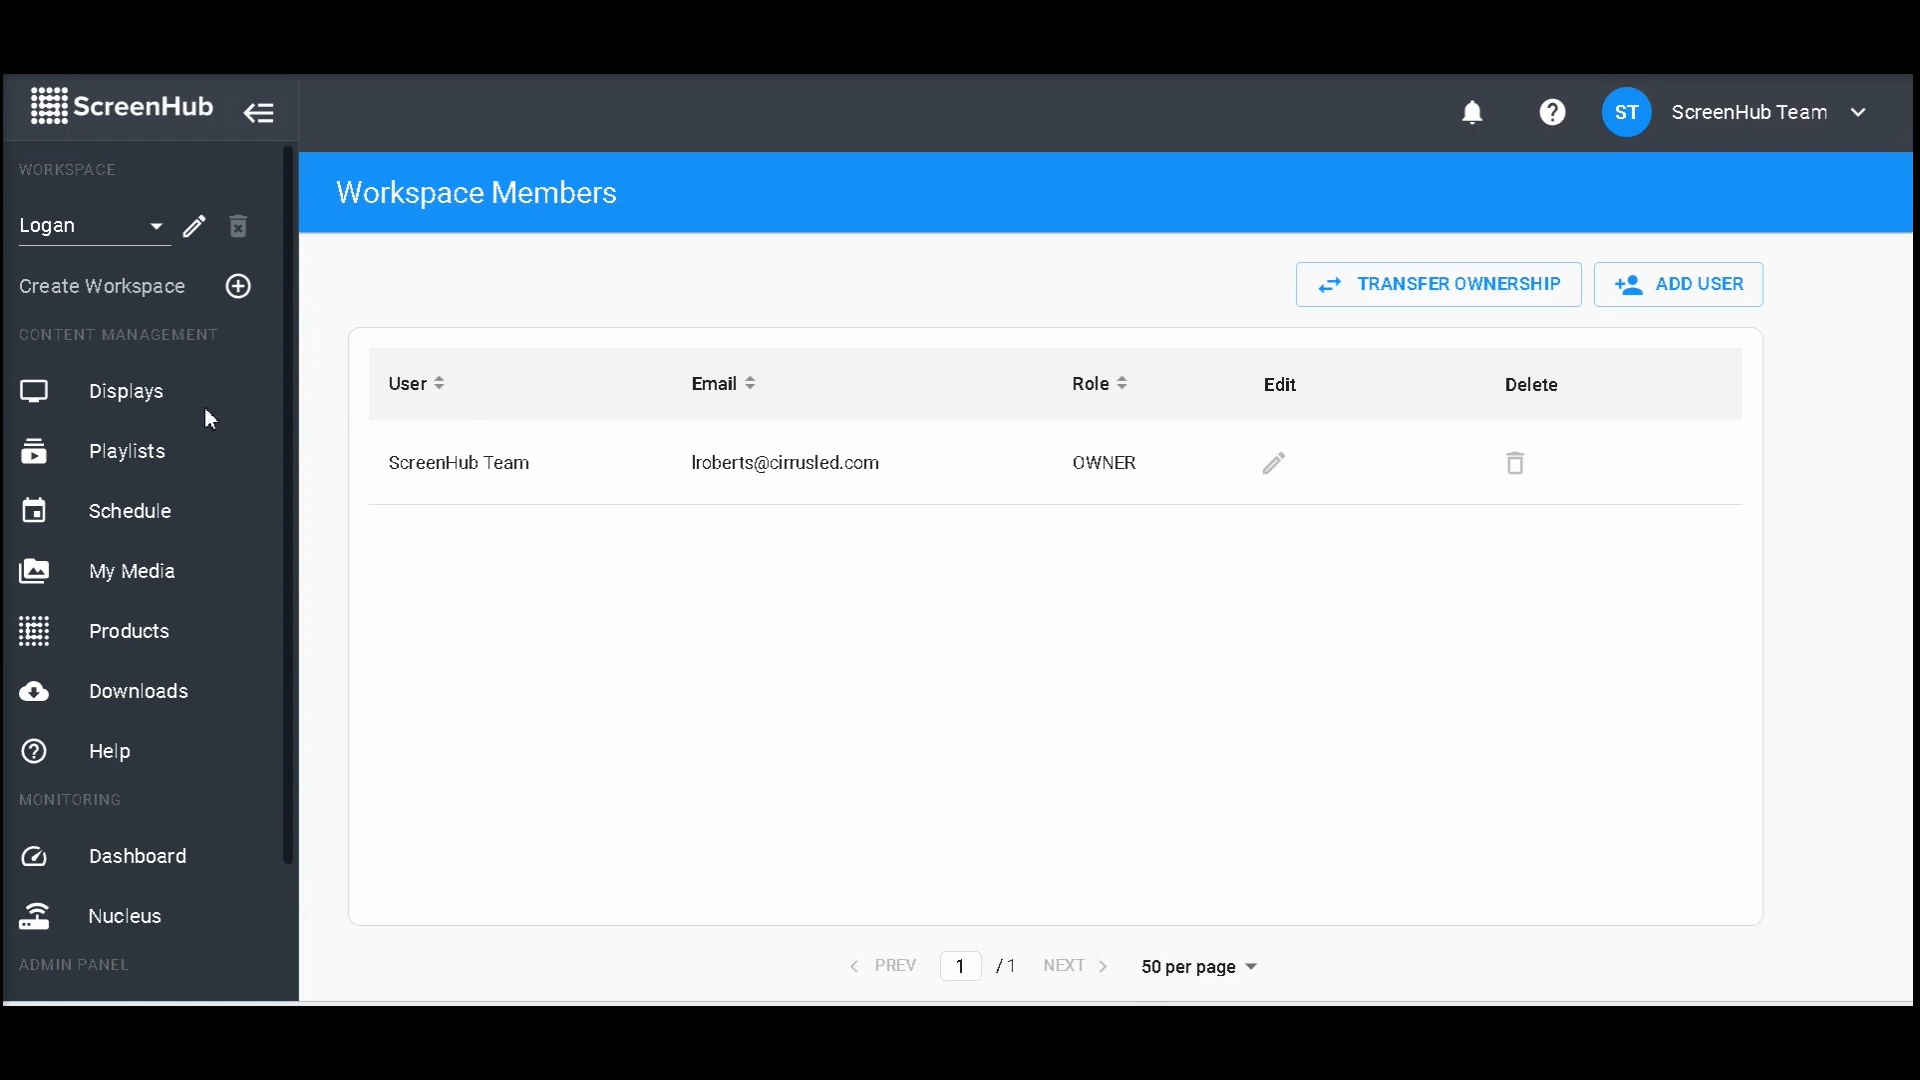 ScreenHub
ST
ScreenHub Team
WORKSPACE
Logan
Create Workspace
CONTENT MANAGEMENT
Displays
Playlists
Schedule
My Media
Products
Downloads
Help
MONITORING
Dashboard
Nucleus
ADMIN PANEL
Workspace Members
TRANSFER OWNERSHIP
ADD USER
User Email Role Edit Delete
ScreenHub Team lroberts@cirrusled.com OWNER
PREV 1 / 1 NEXT 50 per page